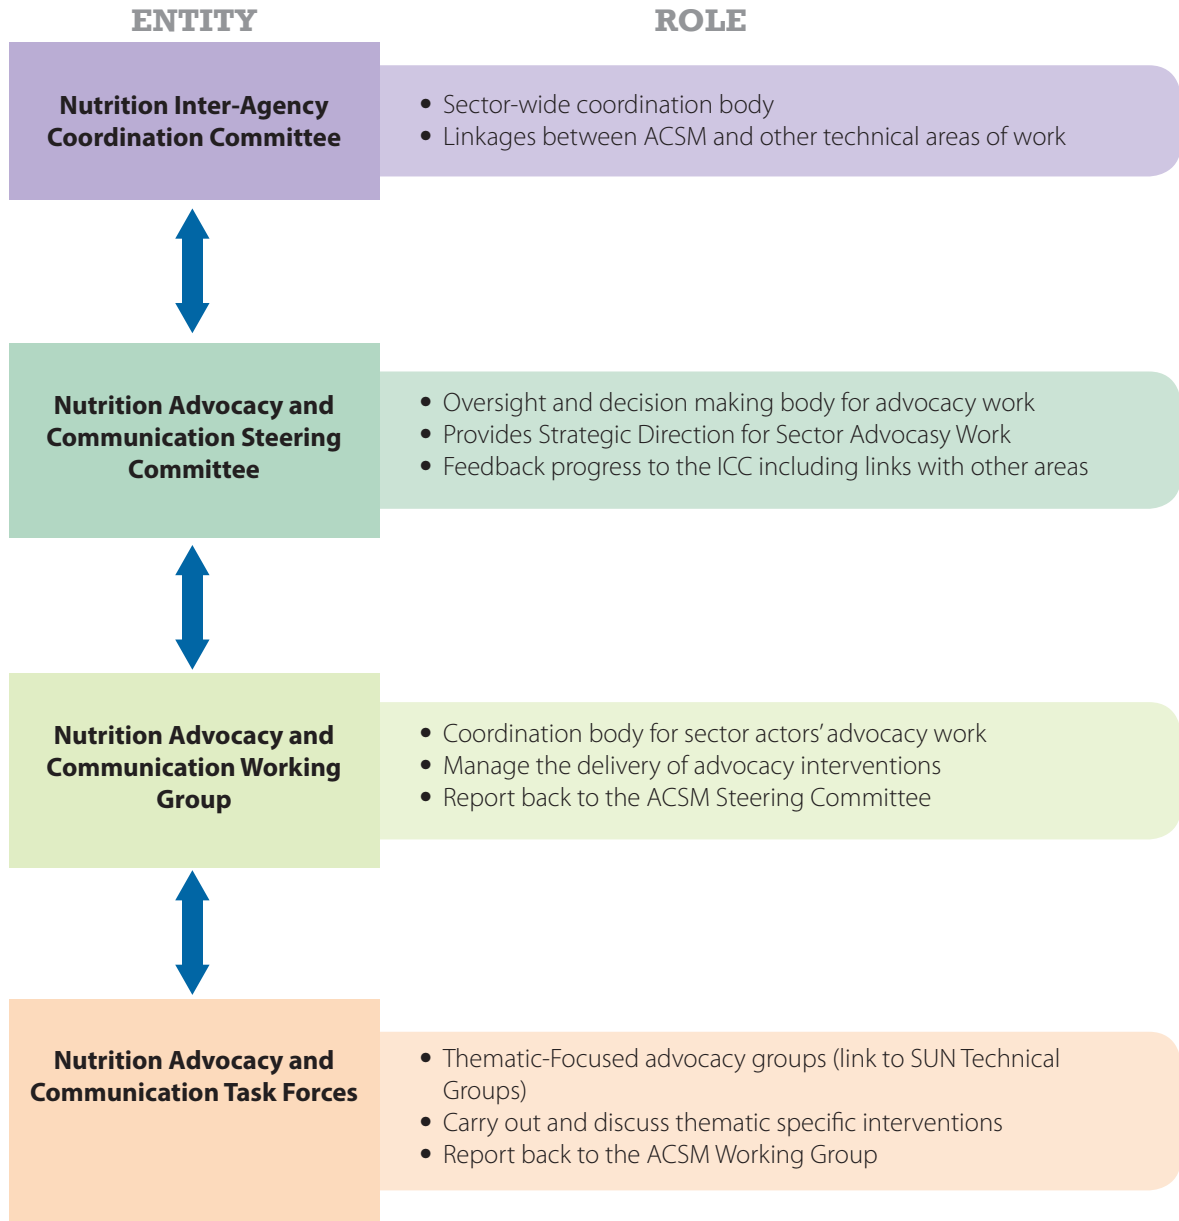 ENTITY
ROLE
Nutrition Inter-Agency
Coordination Committee
• Sector-wide coordination body
• Linkages between ACSM and other technical areas of work
Nutrition Advocacy and
Communication Steering
Committee
• Oversight and decision making body for advocacy work
• Provides Strategic Direction for Sector Advocasy Work
• Feedback progress to the ICC including links with other areas
Nutrition Advocacy and
Communication Working
Group
• Coordination body for sector actors’ advocacy work
• Manage the delivery of advocacy interventions
• Report back to the ACSM Steering Committee
Nutrition Advocacy and
Communication Task Forces
• Thematic-Focused advocacy groups (link to SUN Technical
Groups)
• Carry out and discuss thematic specific interventions
• Report back to the ACSM Working Group